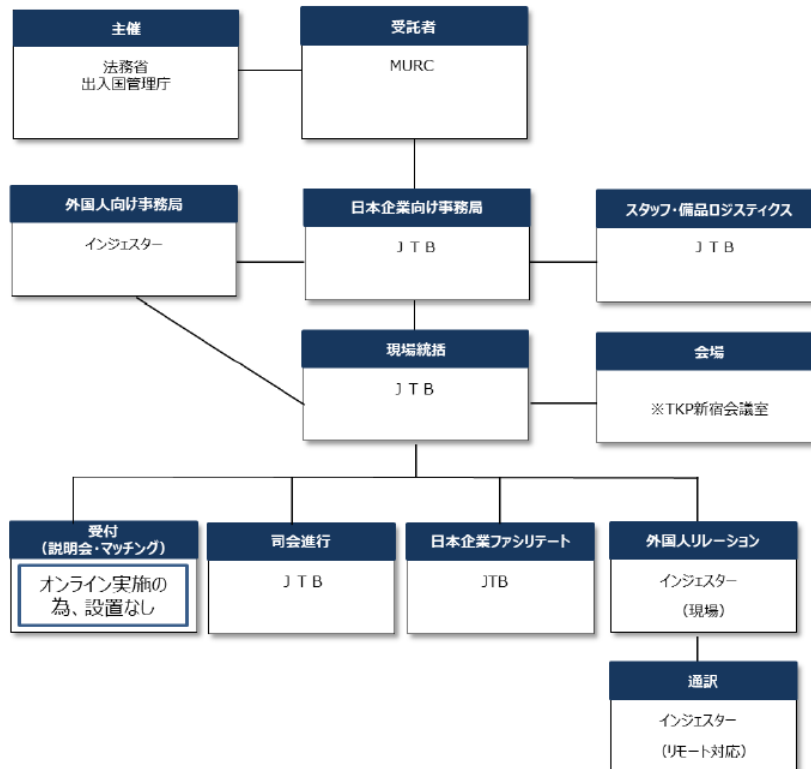 主催
法務省
出入国管理庁
受託者
MURC
外国人向け事務局
インジェスター
日本企業向け事務局
ＪＴＢ
スタッフ・備品ロジスティクス
ＪＴＢ
現場統括
ＪＴＢ
会場
※TKP新宿会議室
受付
(説明会・マッチング)
オンライン実施の
為、設置なし
司会進行
ＪＴＢ
日本企業ファシリテート
JTB
外国人リレーション
インジェスター
(現場)
通訳
インジェスター
(リモート対応)